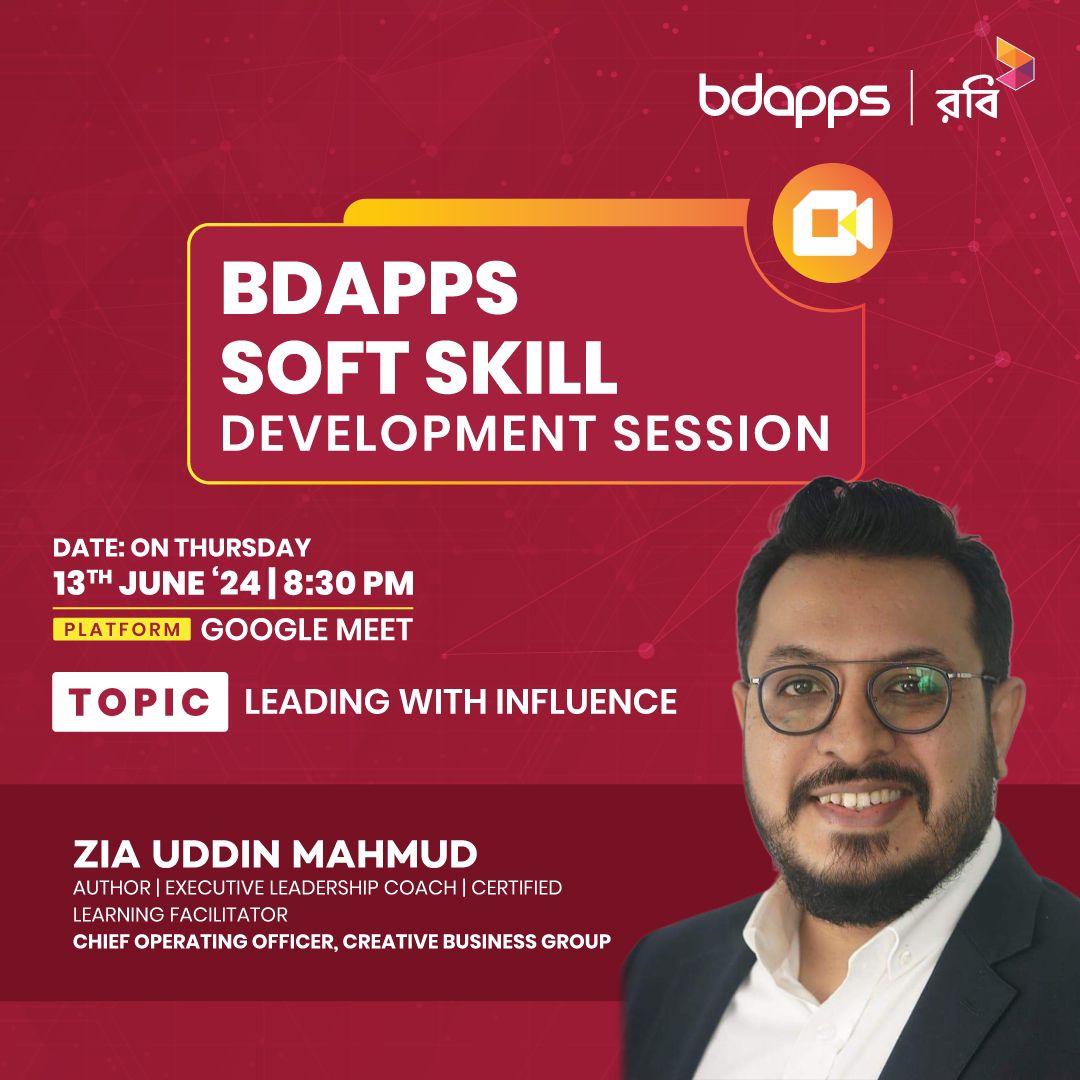 bdapps | রবি
BDAPPS
SOFT SKILL
DEVELOPMENT SESSION
DATE: ON THURSDAY
13TH JUNE ‘24 | 8:30 PM
PLATFORM GOOGLE MEET
TOPIC LEADING WITH INFLUENCE
ZIA UDDIN MAHMUD
AUTHOR | EXECUTIVE LEADERSHIP COACH | CERTIFIED
LEARNING FACILITATOR
CHIEF OPERATING OFFICER, CREATIVE BUSINESS GROUP